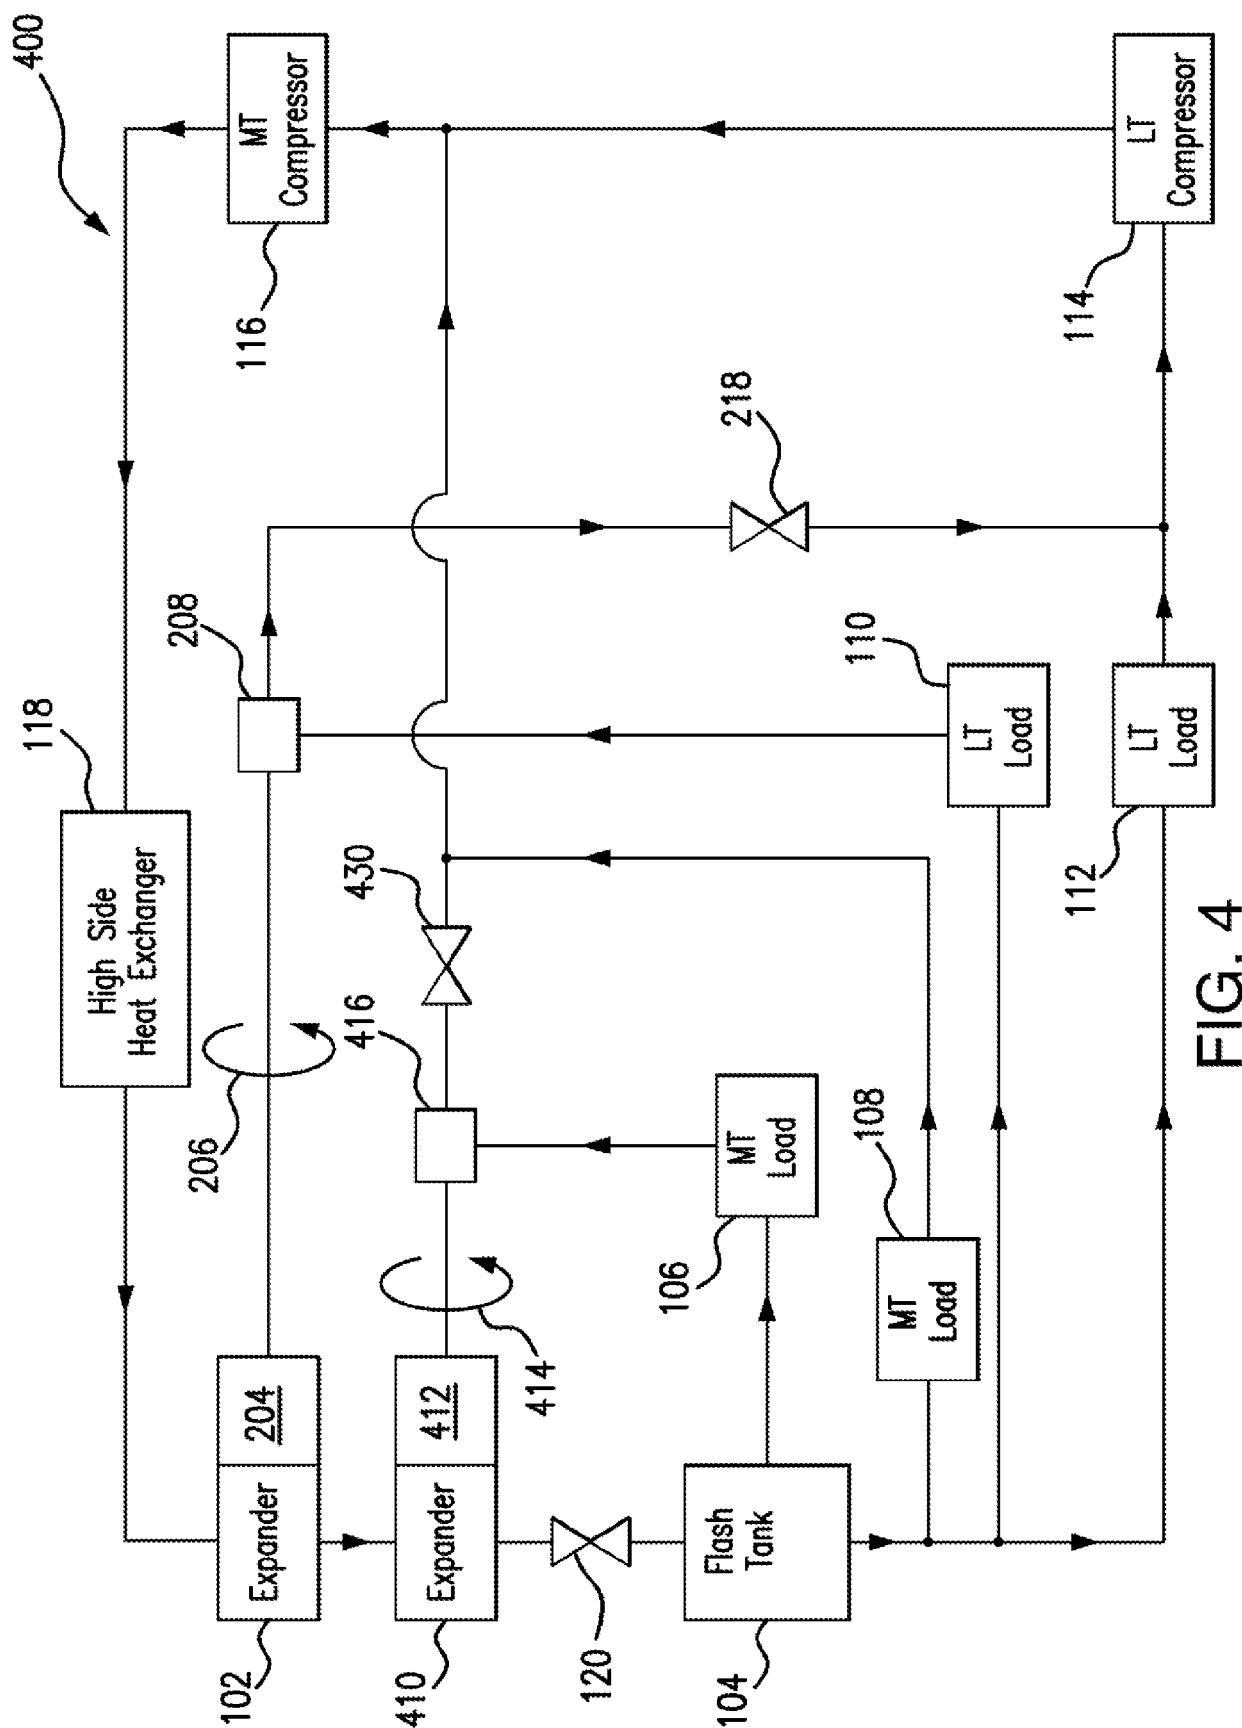 400
118
High Side
Heat Exchanger
MT
Compressor
116
208
206
Expander
204
102
Expander
412
410
414
416
430
218
120
Flash
Tank
104
MT
Load
106
MT
Load
108
LT
Load
110
LT
Load
112
LT
Compressor
114
FIG. 4